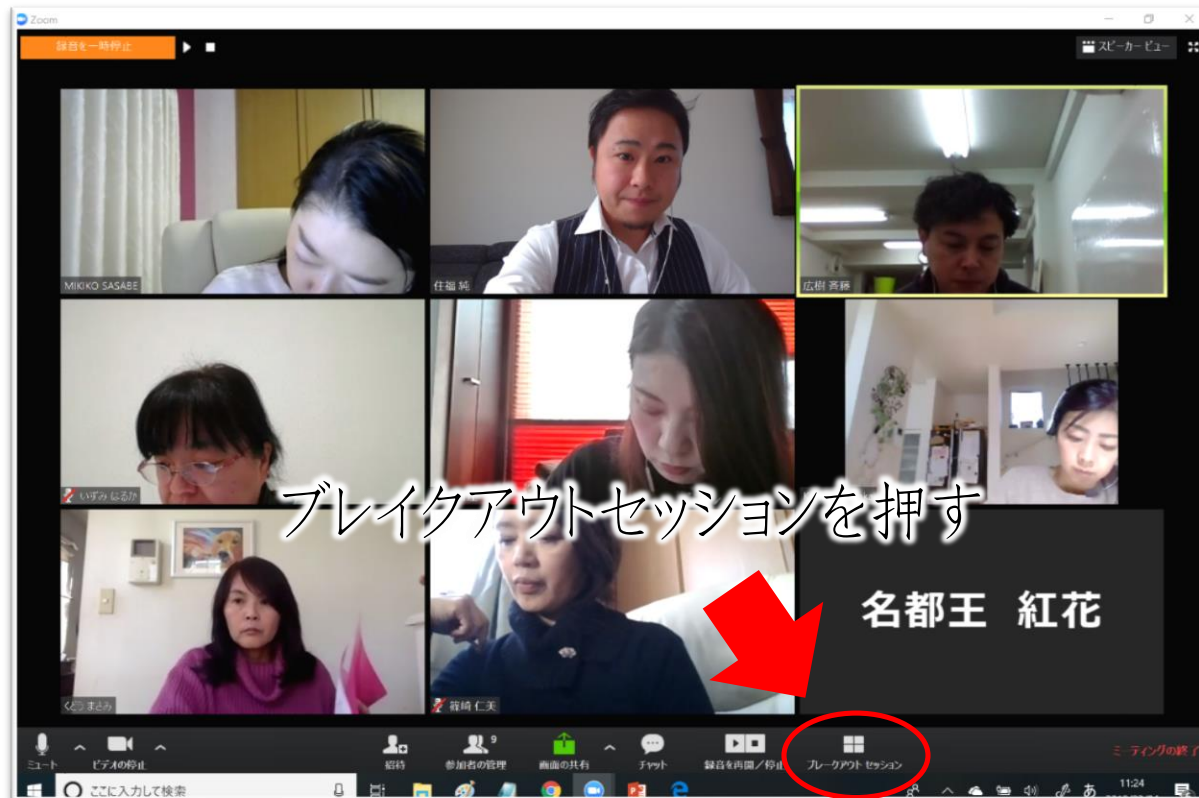 Zoom
録音を一時停止
スピーカー ビュー
MIKIKO SASABE
住福 純
広樹 斉藤
いずみ はるか
ブレイクアウトセッションを押す
名都王 紅花
くどう まさみ
篠崎 仁美
ミュート
ビデオの停止
招待
参加者の管理
9
画面の共有
チャット
録音を再開/停止
ブレークアウト セッション
ミーティングの終了
ここに入力して検索
あ
11:24